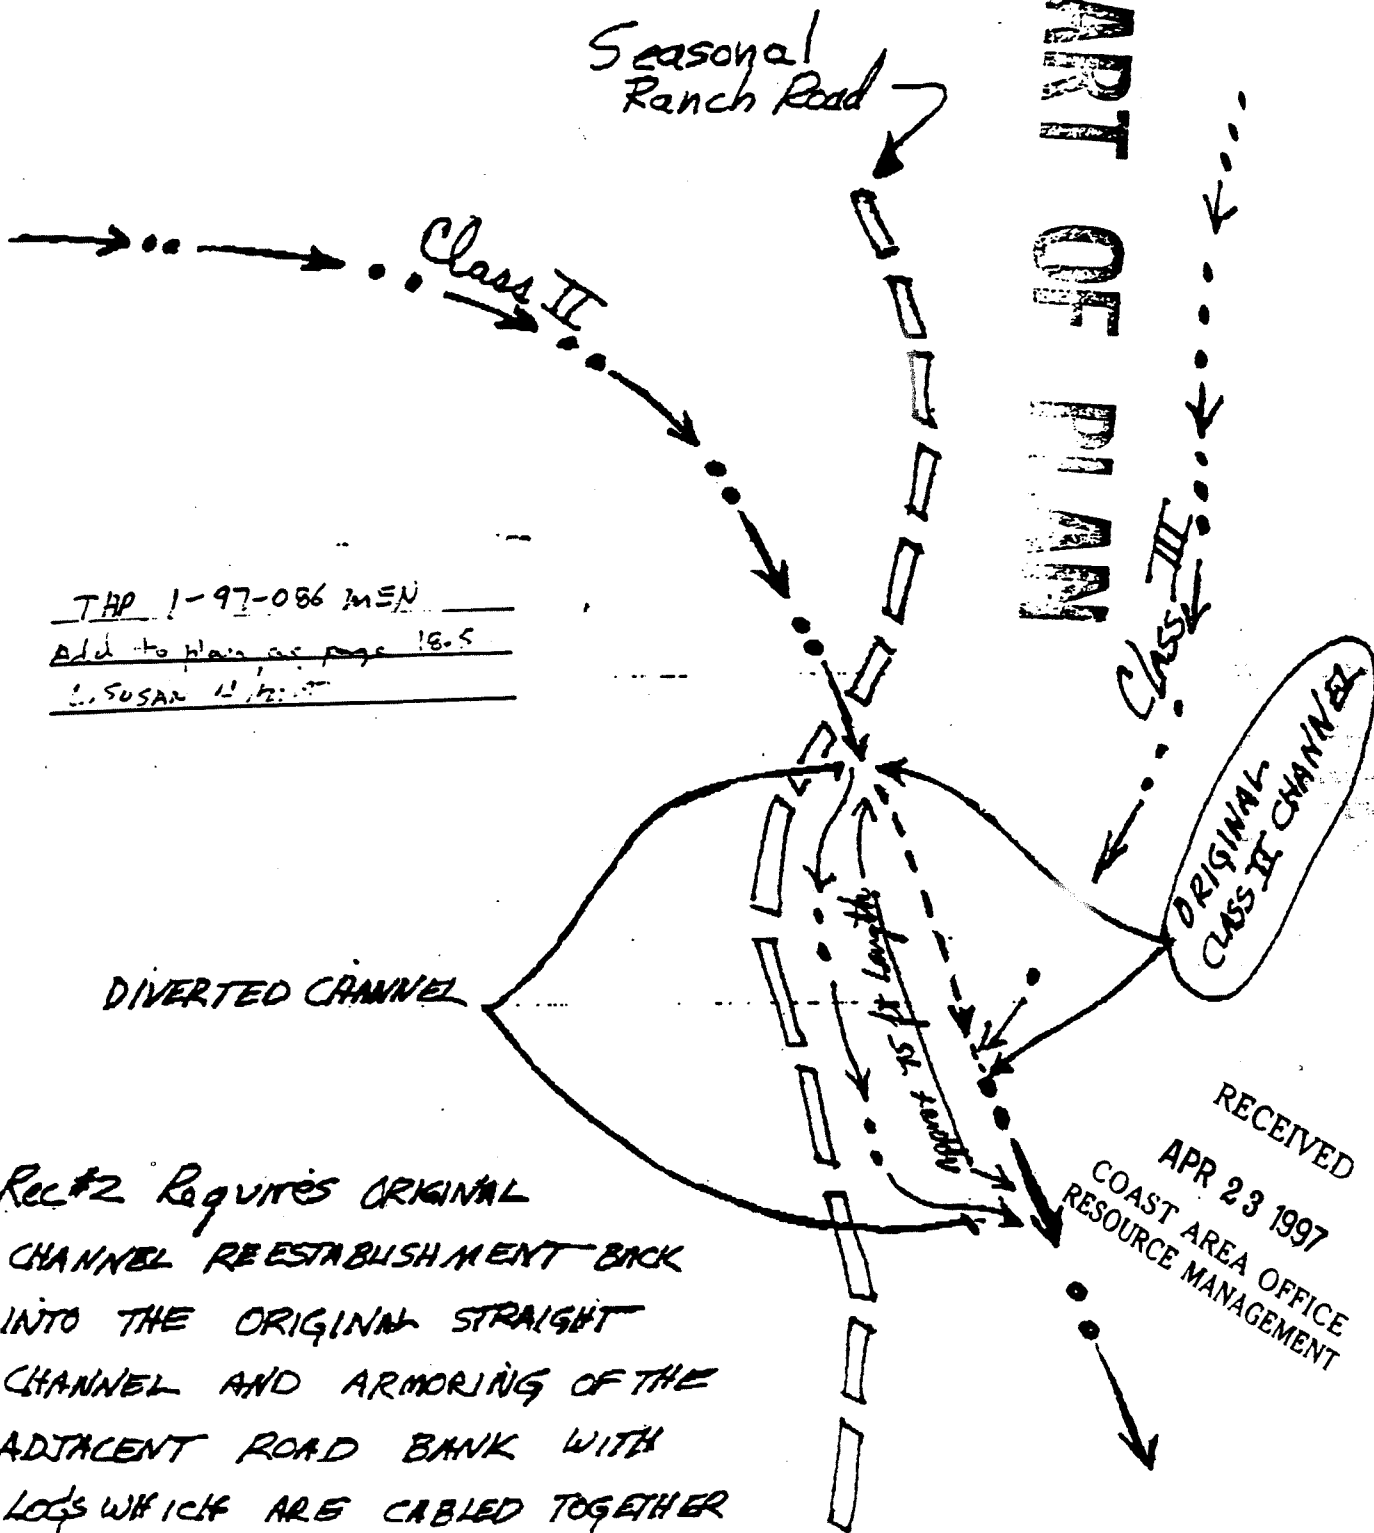 Seasonal
Ranch Road
ART OF PLAN
Class II
Class III
THP 1-97-086 MEN
Add to plan as page 18.5
SUSAN
ORIGINAL
CLASS II CHANNEL
DIVERTED CHANNEL
75 ft Length
RECEIVED
APR 23 1997
COAST AREA OFFICE
RESOURCE MANAGEMENT
Rec #2 Requires ORIGINAL
CHANNEL REESTABLISHMENT BACK
INTO THE ORIGINAL STRAIGHT
CHANNEL AND ARMORING OF THE
ADJACENT ROAD BANK WITH
LOGS WHICH ARE CABLED TOGETHER